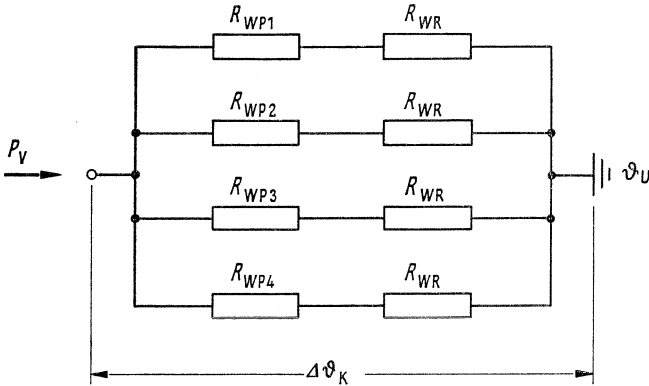 R_WP1 R_WR
R_WP2 R_WR
P_V
ϑ_U
R_WP3 R_WR
R_WP4 R_WR
Δϑ_K